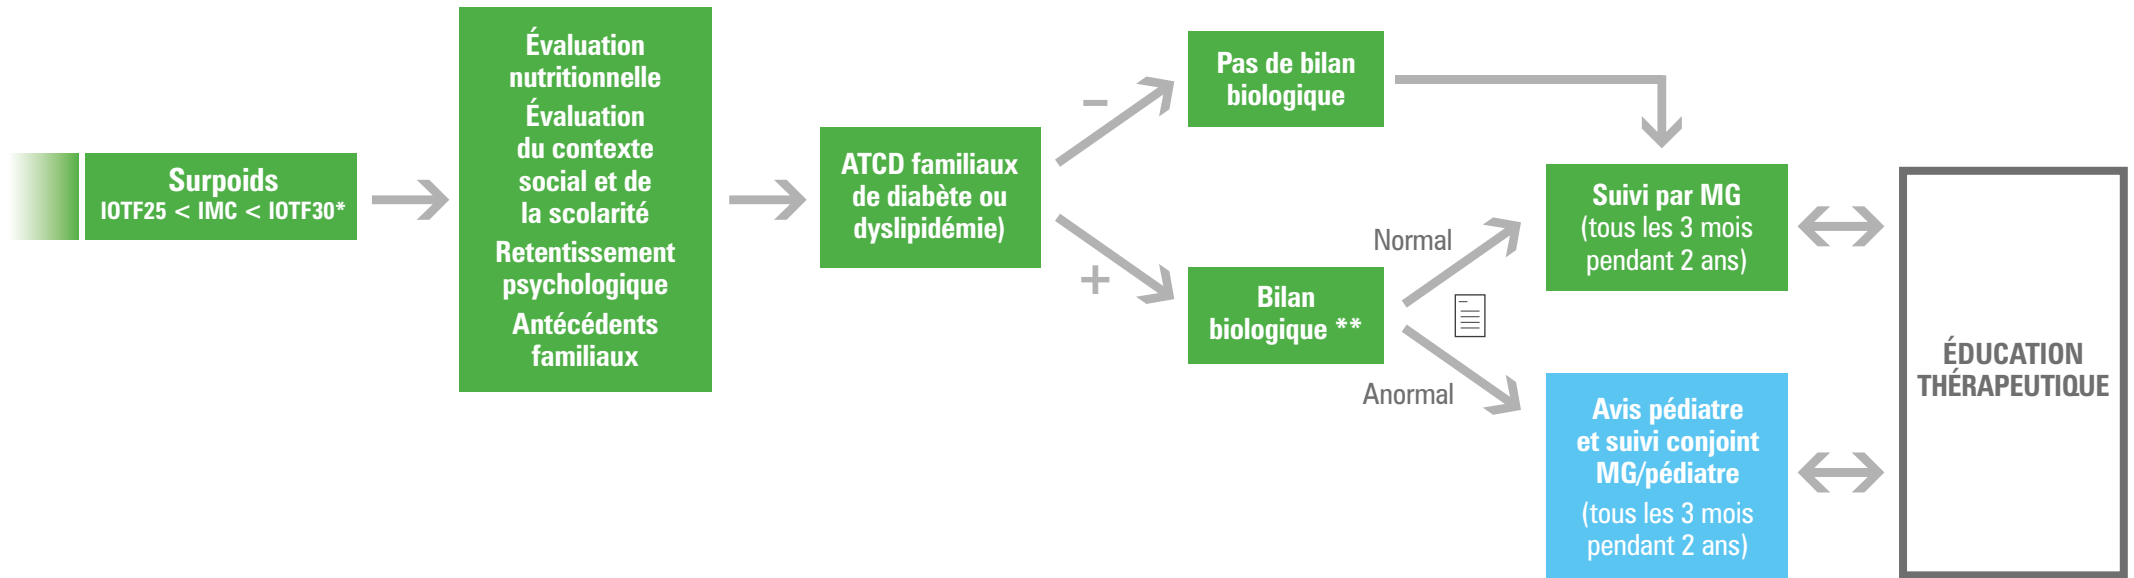 Surpoids
IOTF25 < IMC < IOTF30*
Évaluation
nutritionnelle
Évaluation
du contexte
social et de
la scolarité
Retentissement
psychologique
Antécédents
familiaux
ATCD familiaux
de diabète ou
dyslipidémie)
–
+
Pas de bilan
biologique
Bilan
biologique **
Normal
Anormal
Suivi par MG
(tous les 3 mois
pendant 2 ans)
Avis pédiatre
et suivi conjoint
MG/pédiatre
(tous les 3 mois
pendant 2 ans)
ÉDUCATION
THÉRAPEUTIQUE